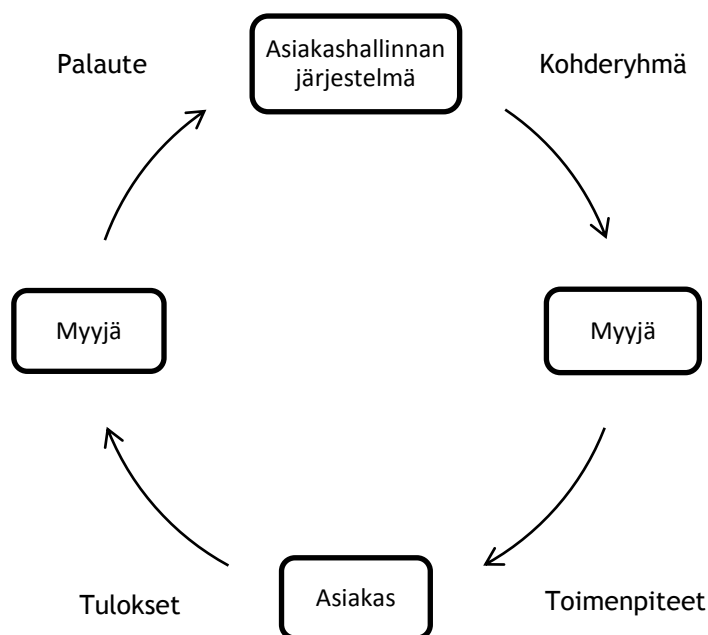 Palaute
Asiakashallinnan
järjestelmä
Kohderyhmä
Myyjä
Myyjä
Tulokset
Asiakas
Toimenpiteet